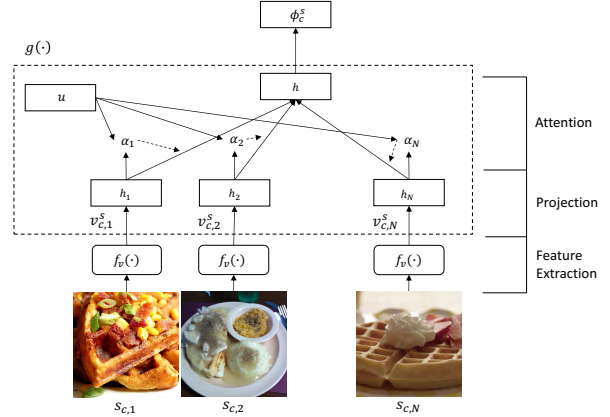 ϕ_c^s
g(·)
u
h
α_1
α_2
α_N
Attention
h_1
h_2
h_N
Projection
v_{c,1}^s
v_{c,2}^s
v_{c,N}^s
f_v(·)
f_v(·)
f_v(·)
Feature
Extraction
s_{c,1}
s_{c,2}
s_{c,N}